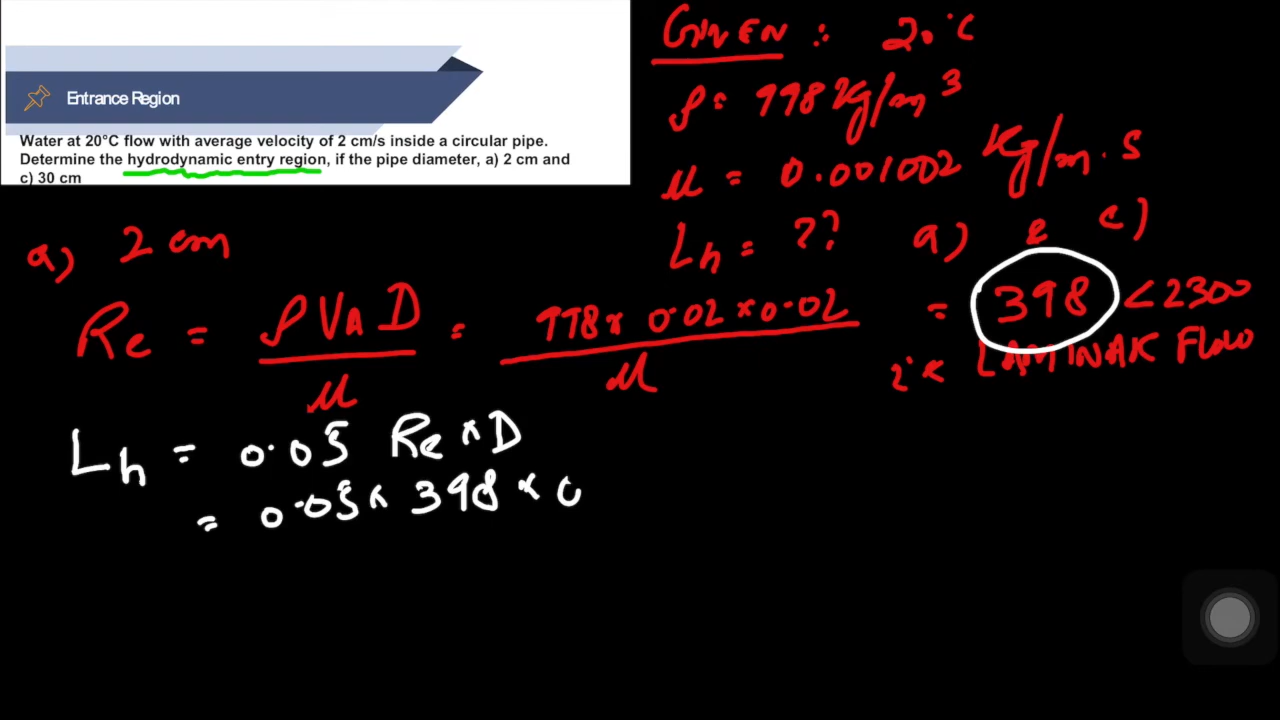 Entrance Region
Water at 20°C flow with average velocity of 2 cm/s inside a circular pipe.
Determine the hydrodynamic entry region, if the pipe diameter, a) 2 cm and
c) 30 cm
GIVEN : 20°C
ρ = 998 Kg/m3
μ = 0.001002 Kg/m.s
Lh = ?? a) & c)
a) 2 cm
Re = ρ VA D / μ = 998 × 0.02 × 0.02 / μ = 398 < 2300
LAMINAR FLOW
Lh = 0.05 Re × D
= 0.05 × 398 × 0